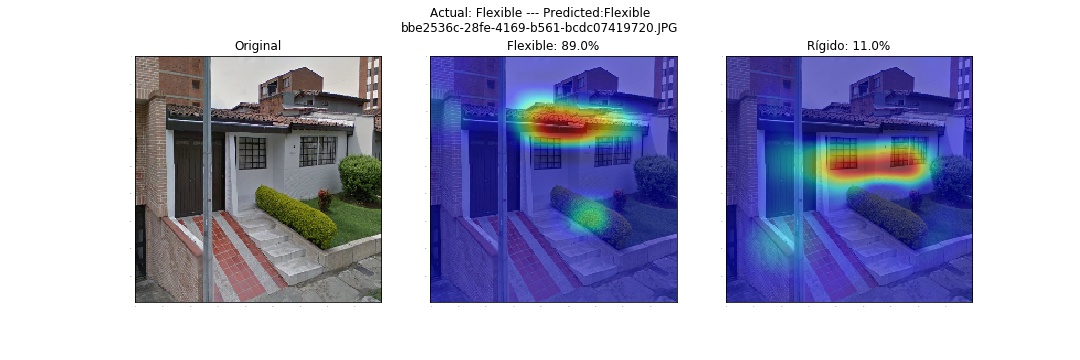 Actual: Flexible --- Predicted:Flexible
bbe2536c-28fe-4169-b561-bcdc07419720.JPG
Original
Flexible: 89.0%
Rígido: 11.0%